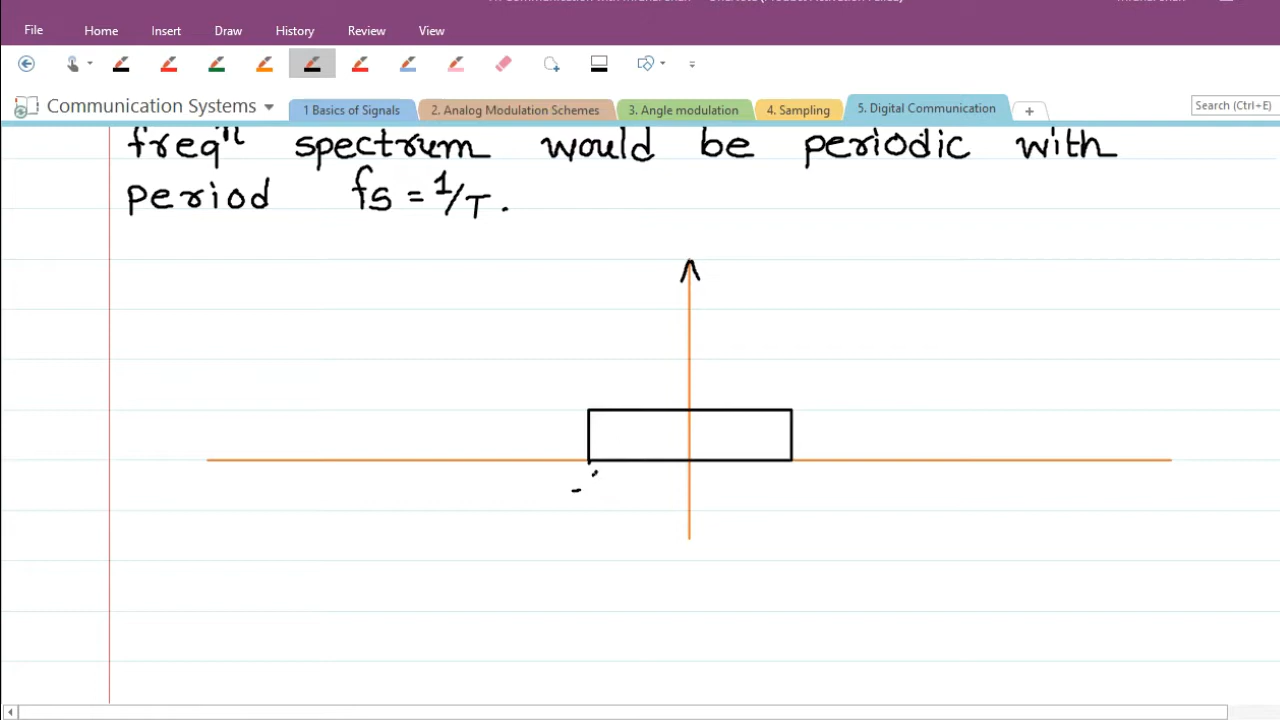 File Home Insert Draw History Review View
Communication Systems 1 Basics of Signals 2. Analog Modulation Schemes 3. Angle modulation 4. Sampling 5. Digital Communication + Search (Ctrl+E)
spectrum would be periodic with
period fs = 1/T.